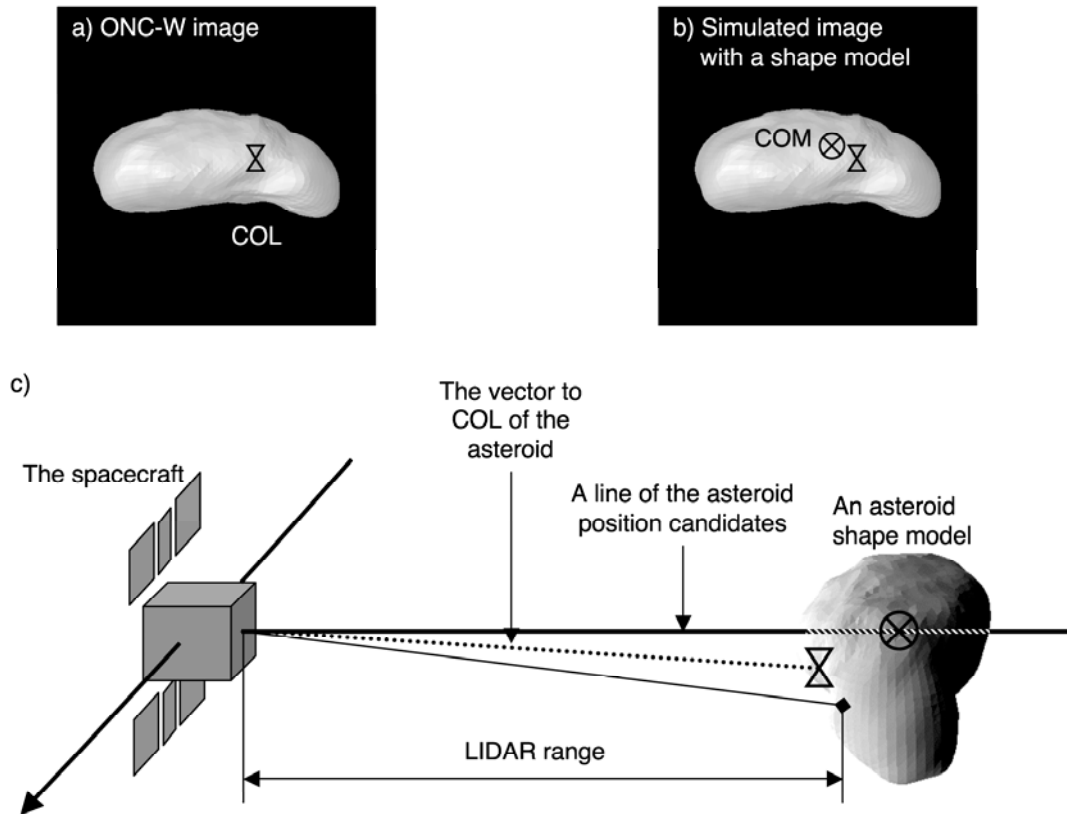 a) ONC-W image
COL
b) Simulated image
with a shape model
COM
c)
The spacecraft
The vector to
COL of the
asteroid
A line of the asteroid
position candidates
An asteroid
shape model
LIDAR range